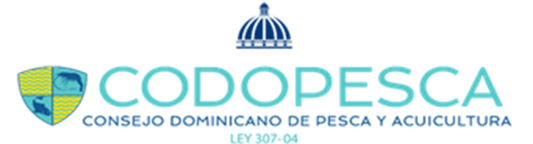 CODOPESCA
CONSEJO DOMINICANO DE PESCA Y ACUICULTURA
LEY 307-04